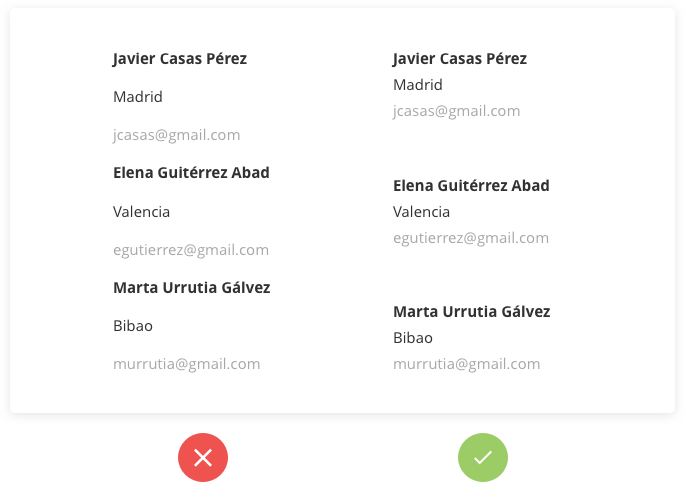 Javier Casas Pérez
Madrid
jcasas@gmail.com
Elena Guitérrez Abad
Valencia
egutierrez@gmail.com
Marta Urrutia Gálvez
Bibao
murrutia@gmail.com
Javier Casas Pérez
Madrid
jcasas@gmail.com
Elena Guitérrez Abad
Valencia
egutierrez@gmail.com
Marta Urrutia Gálvez
Bibao
murrutia@gmail.com